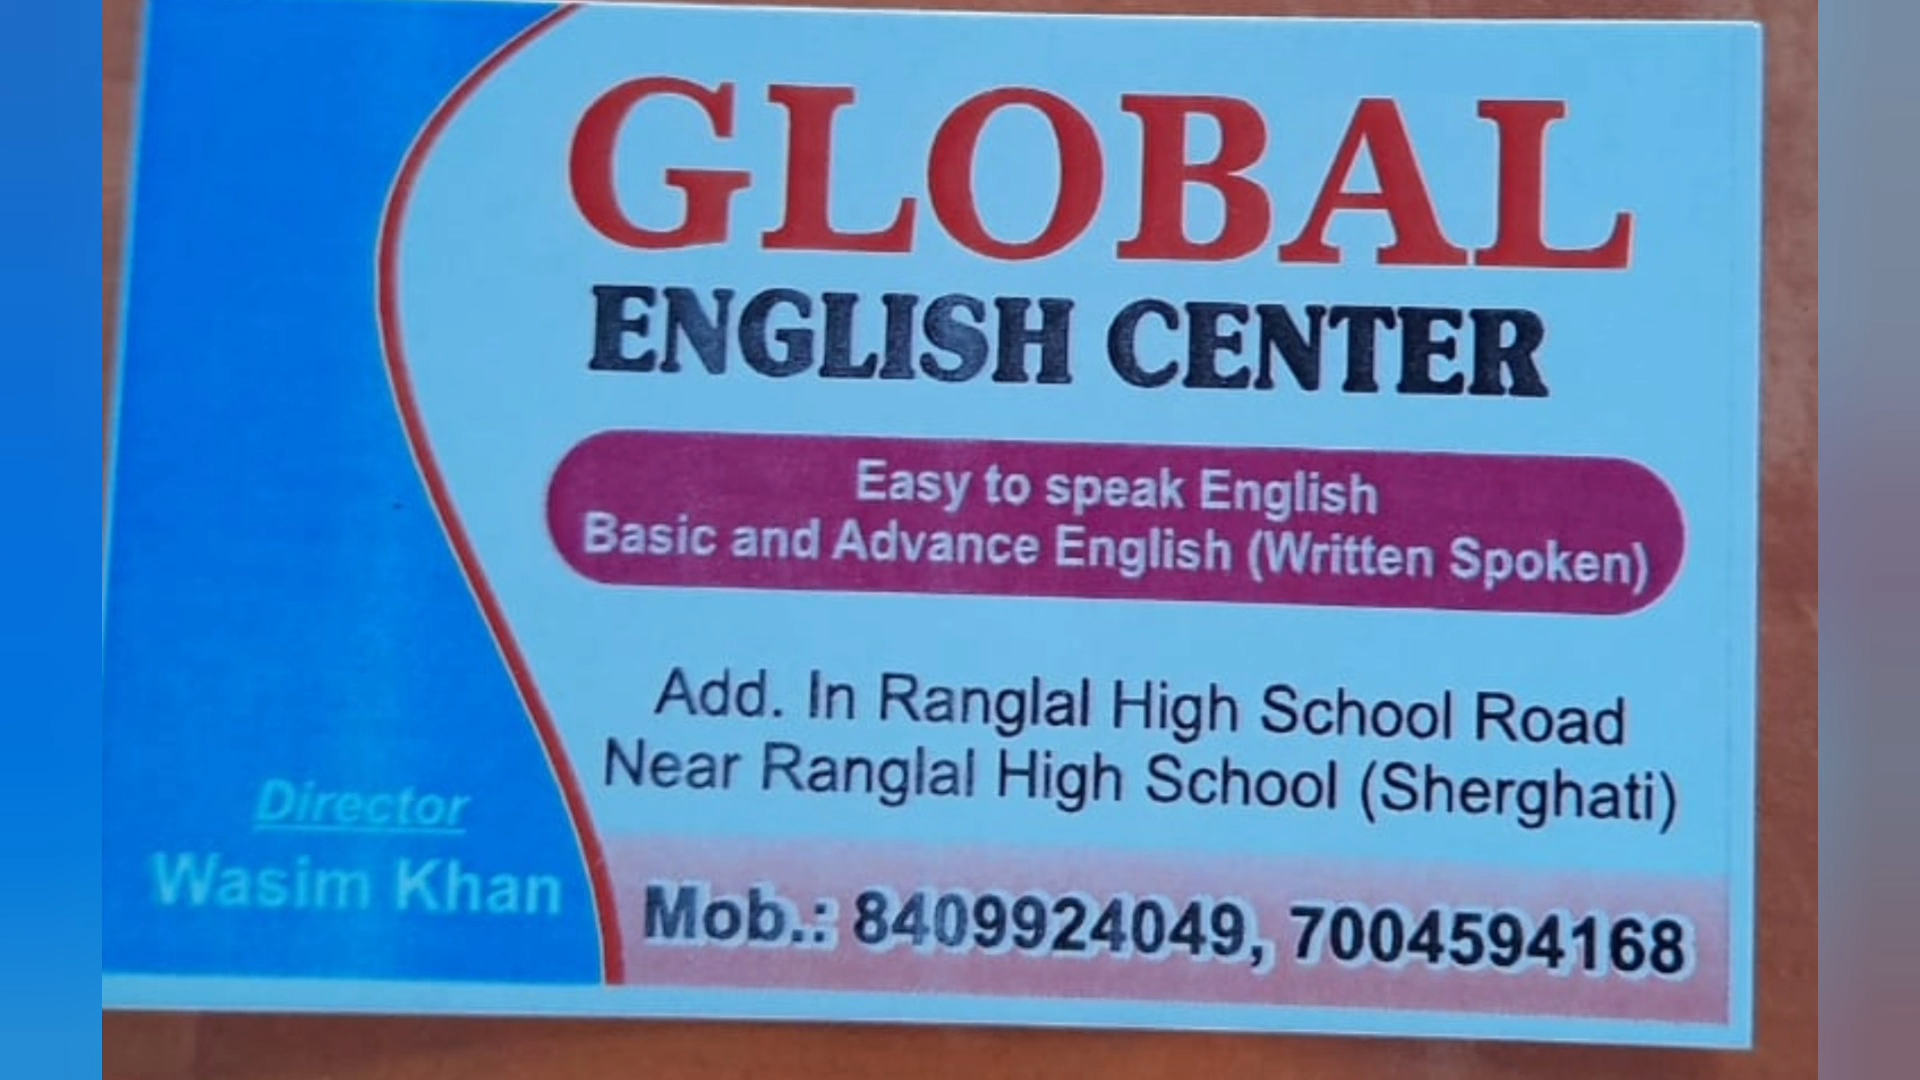 GLOBAL
ENGLISH CENTER
Easy to speak English
Basic and Advance English (Written Spoken)
Add. In Ranglal High School Road
Near Ranglal High School (Sherghati)
Director
Wasim Khan
Mob.: 8409924049, 7004594168